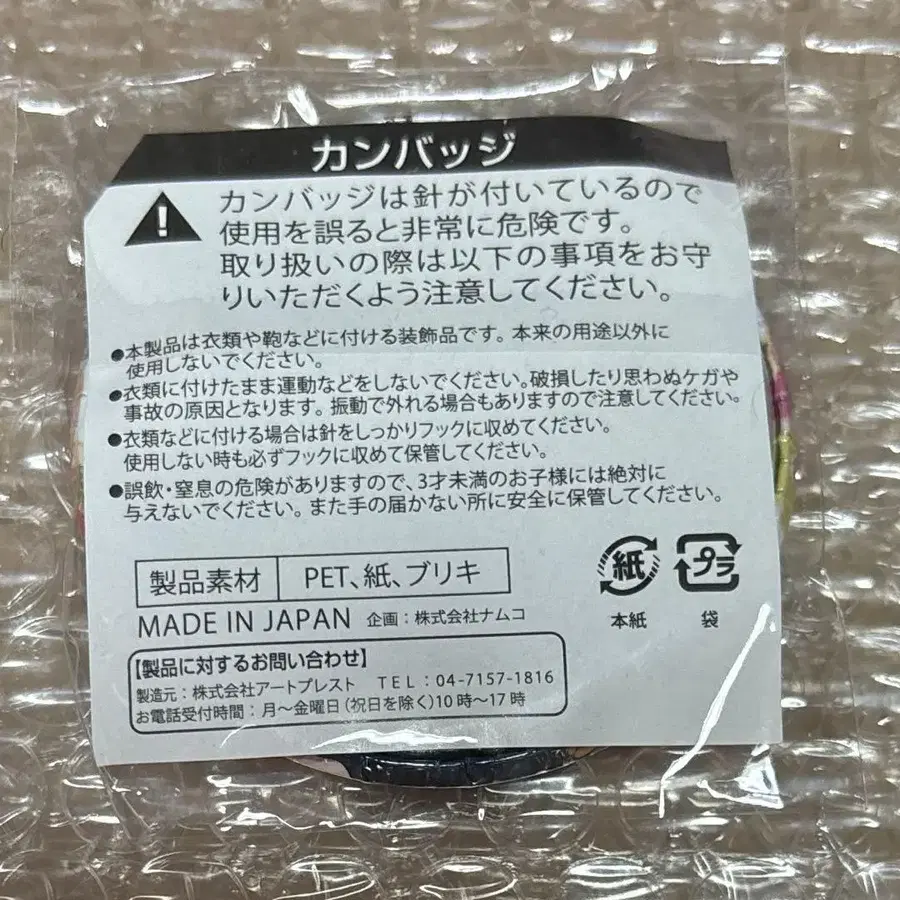 カンバッジ
!
カンバッジは針が付いているので
使用を誤ると非常に危険です。
取り扱いの際は以下の事項をお守
りいただくよう注意してください。
●本製品は衣類や鞄などに付ける装飾品です。本来の用途以外に
使用しないでください。
●衣類に付けたまま運動などをしないでください。破損したり思わぬケガや
事故の原因となります。振動で外れる場合もありますので注意してください。
●衣類などに付ける場合は針をしっかりフックに収めてください。
使用しない時も必ずフックに収めて保管してください。
●誤飲・窒息の危険がありますので、3才未満のお子様には絶対に
与えないでください。また手の届かない所に安全に保管してください。
製品素材 PET、紙、ブリキ
紙 プラ
本紙 袋
MADE IN JAPAN 企画：株式会社ナムコ
【製品に対するお問い合わせ】
製造元：株式会社アートプレスト TEL：04-7157-1816
お電話受付時間：月～金曜日（祝日を除く）10時～17時